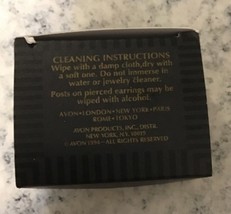 CLEANING INSTRUCTIONS
Wipe with a damp cloth, dry with
a soft one. Do not immerse in
water or jewelry cleaner.
Posts on pierced earrings may be
wiped with alcohol.
AVON•LONDON•NEW YORK•PARIS
ROME•TOKYO
AVON PRODUCTS, INC., DISTR.
NEW YORK, N.Y. 10019
© AVON 1994 - ALL RIGHTS RESERVED